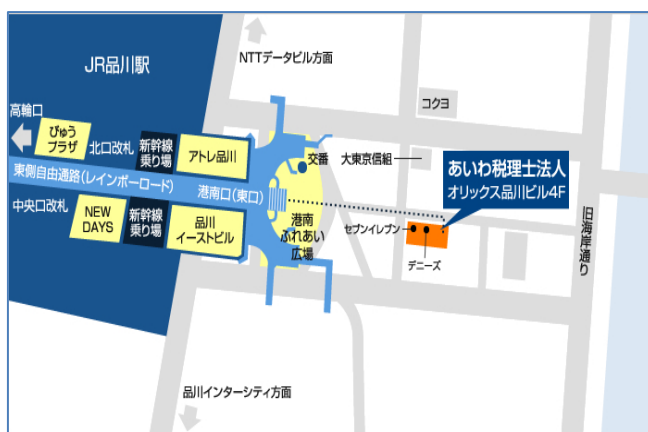 JR品川駅
NTTデータビル方面
高輪口
びゅう
プラザ
北口改札
新幹線
乗り場
アトレ品川
交番
コクヨ
大東京信組
あいわ税理士法人
オリックス品川ビル4F
東側自由通路(レインボーロード)
港南口(東口)
中央口改札
NEW
DAYS
新幹線
乗り場
品川
イーストビル
港南
ふれあい
広場
セブンイレブン
デニーズ
旧海岸通り
品川インターシティ方面